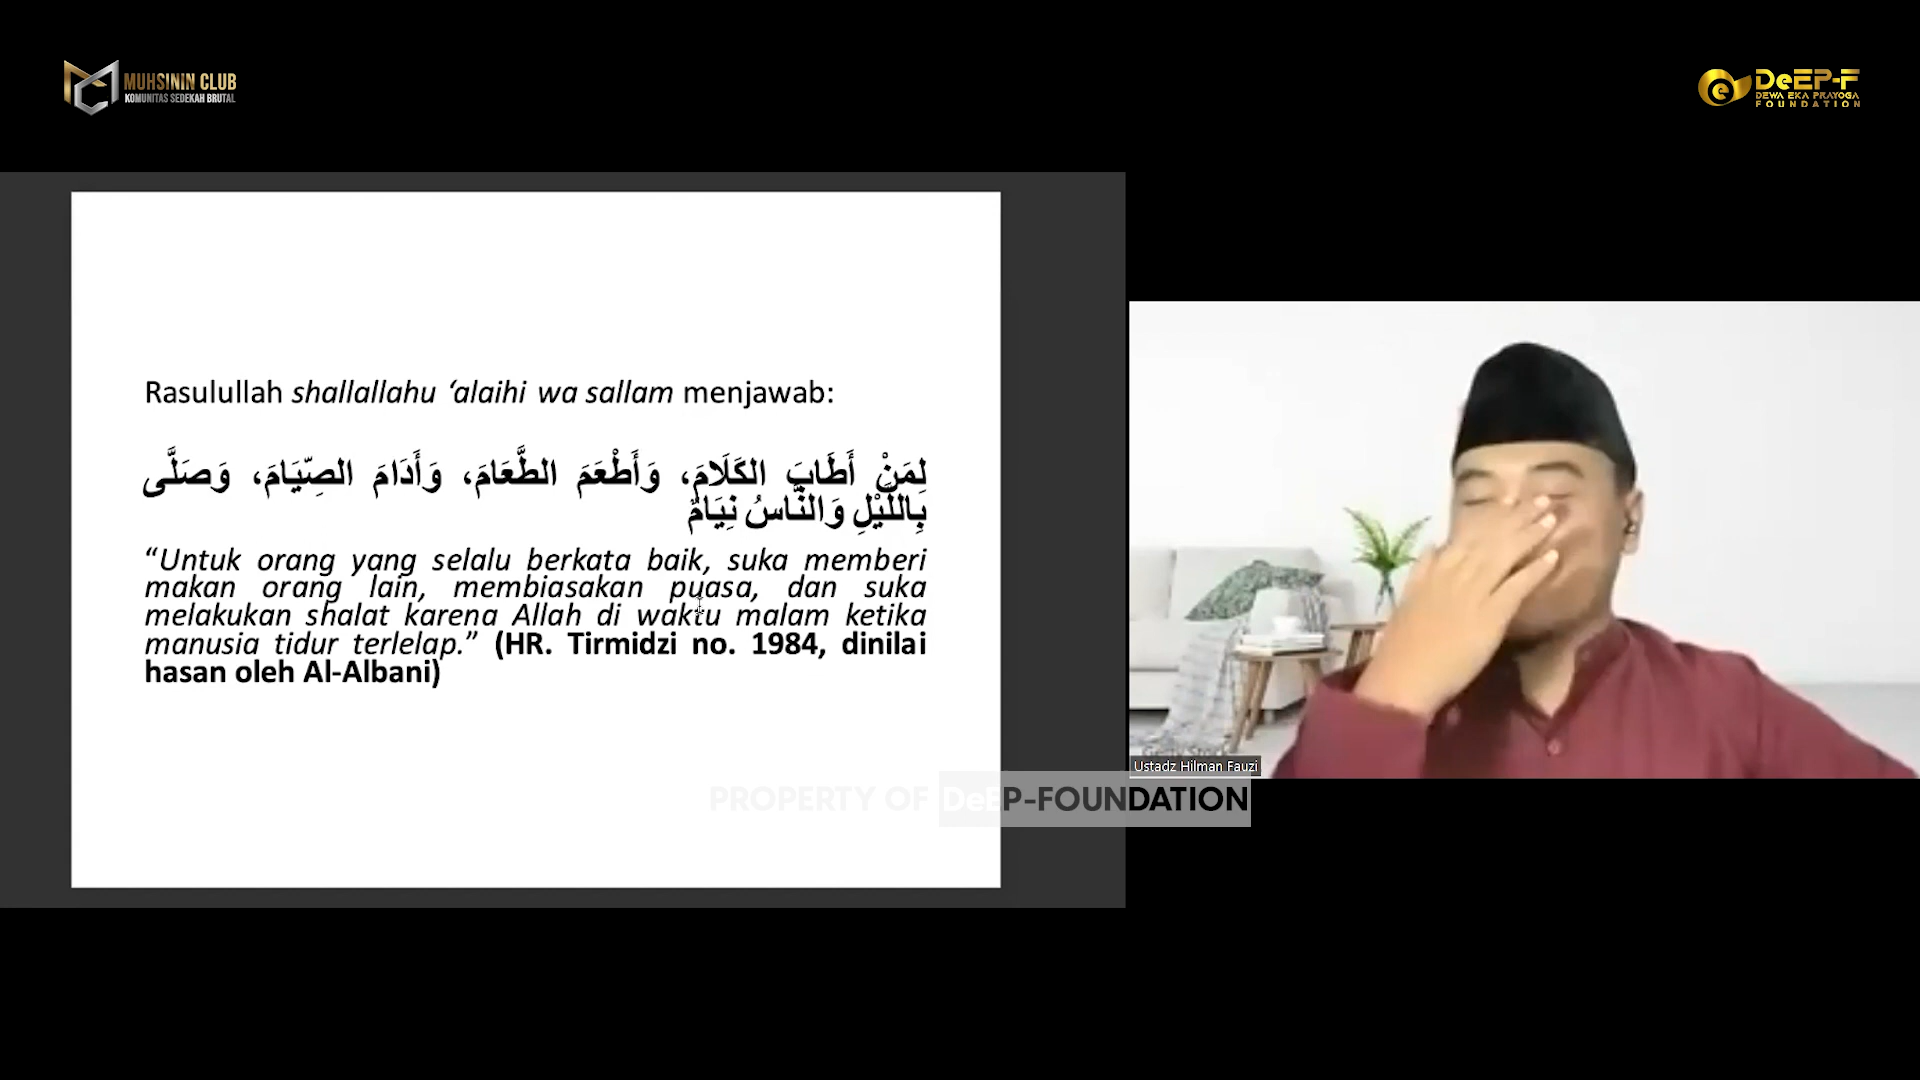 MUHSININ CLUB
KOMUNITAS SEDEKAH BRUTAL
DeEP-F
DEWA EKA PRAYOGA
FOUNDATION
Rasulullah shallallahu ‘alaihi wa sallam menjawab:
لِمَنْ أَطَابَ الكَلَامَ، وَأَطْعَمَ الطَّعَامَ، وَأَدَامَ الصِّيَامَ، وَصَلَّى
بِاللَّيْلِ وَالنَّاسُ نِيَامٌ
“Untuk orang yang selalu berkata baik, suka memberi
makan orang lain, membiasakan puasa, dan suka
melakukan shalat karena Allah di waktu malam ketika
manusia tidur terlelap.” (HR. Tirmidzi no. 1984, dinilai
hasan oleh Al-Albani)
Ustadz Hilman Fauzi
PROPERTY OF DeEP-FOUNDATION